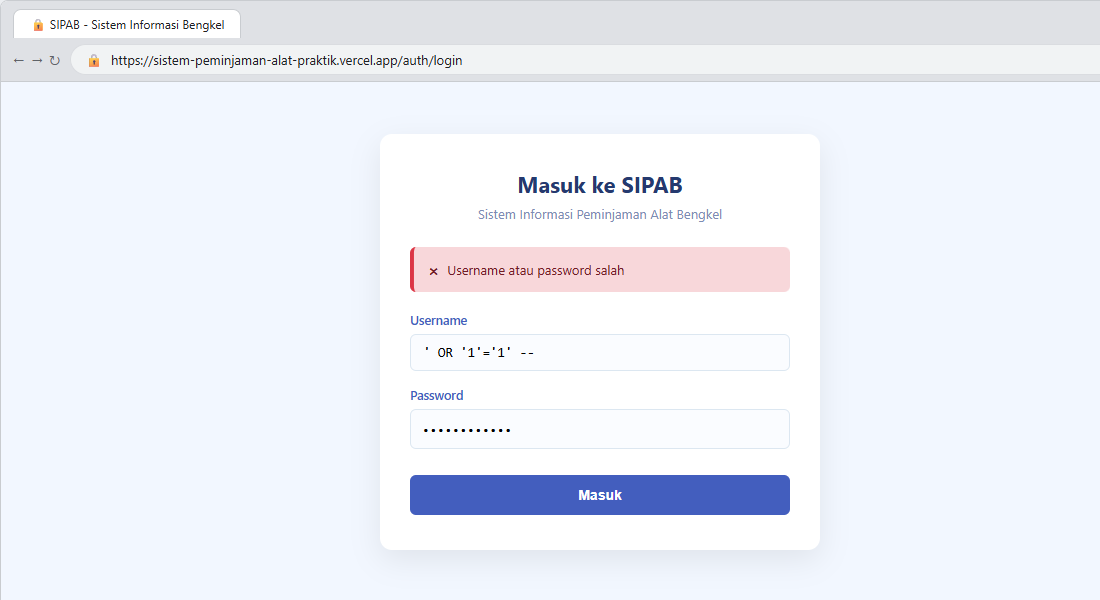 SIPAB - Sistem Informasi Bengkel
https://sistem-peminjaman-alat-praktik.vercel.app/auth/login
Masuk ke SIPAB
Sistem Informasi Peminjaman Alat Bengkel
× Username atau password salah
Username
' OR '1'='1' --
Password
••••••••••••
Masuk